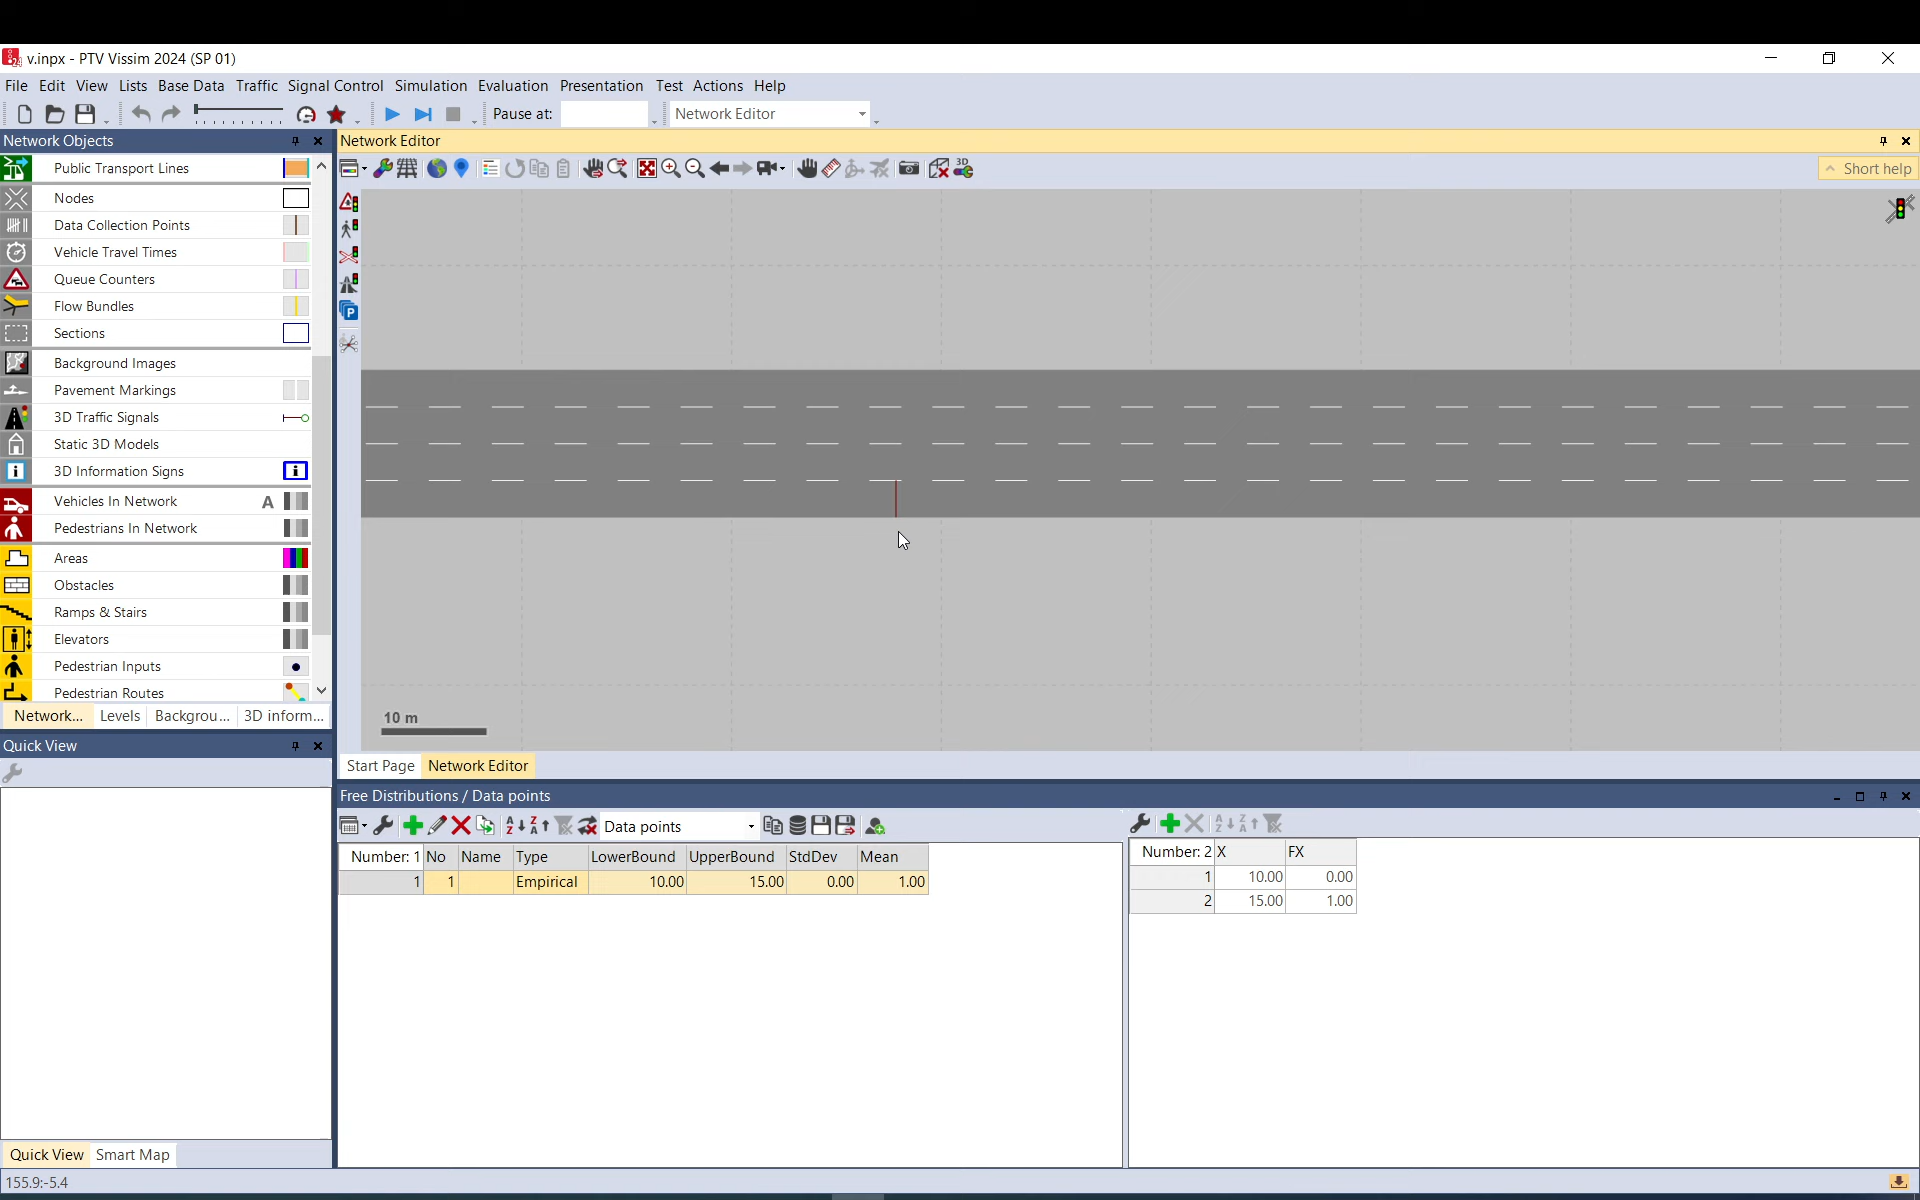 v.inpx - PTV Vissim 2024 (SP 01)
File Edit View Lists Base Data Traffic Signal Control Simulation Evaluation Presentation Test Actions Help
Pause at: Network Editor
Network Objects
Public Transport Lines
Nodes
Data Collection Points
Vehicle Travel Times
Queue Counters
Flow Bundles
Sections
Background Images
Pavement Markings
3D Traffic Signals
Static 3D Models
3D Information Signs
Vehicles In Network A
Pedestrians In Network
Areas
Obstacles
Ramps & Stairs
Elevators
Pedestrian Inputs
Pedestrian Routes
Network... Levels Backgrou... 3D inform...
Quick View
Quick View Smart Map
155.9:-5.4
Network Editor
3D
Short help
P
10 m
Start Page Network Editor
Free Distributions / Data points
Data points
Number: 1 No Name Type LowerBound UpperBound StdDev Mean
1 1 Empirical 10.00 15.00 0.00 1.00
Number: 2 X FX
1 10.00 0.00
2 15.00 1.00